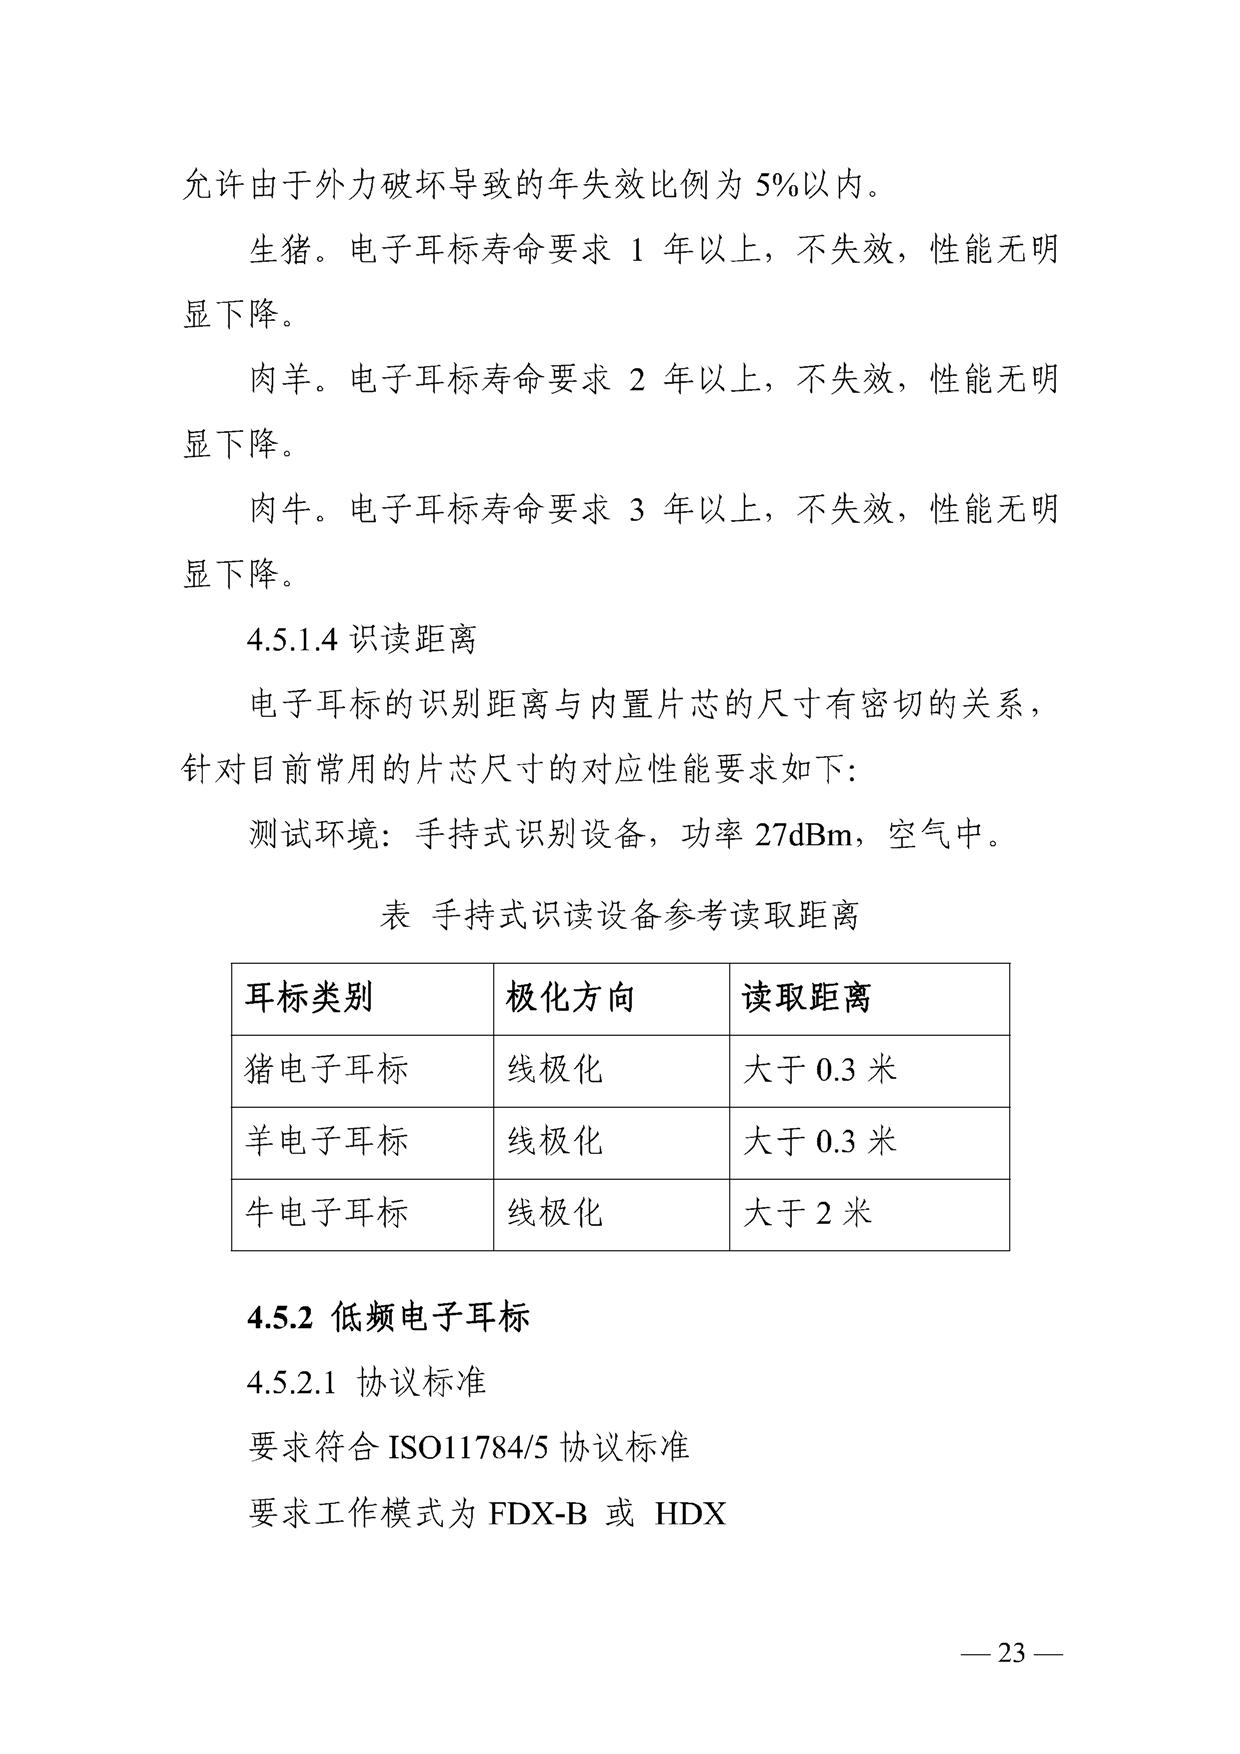 允许由于外力破坏导致的年失效比例为 5%以内。
生猪。电子耳标寿命要求 1 年以上，不失效，性能无明
显下降。
肉羊。电子耳标寿命要求 2 年以上，不失效，性能无明
显下降。
肉牛。电子耳标寿命要求 3 年以上，不失效，性能无明
显下降。
4.5.1.4 识读距离
电子耳标的识别距离与内置片芯的尺寸有密切的关系，
针对目前常用的片芯尺寸的对应性能要求如下：
测试环境：手持式识别设备，功率 27dBm，空气中。
表 手持式识读设备参考读取距离
耳标类别 极化方向 读取距离
猪电子耳标 线极化 大于 0.3 米
羊电子耳标 线极化 大于 0.3 米
牛电子耳标 线极化 大于 2 米
4.5.2 低频电子耳标
4.5.2.1 协议标准
要求符合 ISO11784/5 协议标准
要求工作模式为 FDX-B 或 HDX
— 23 —